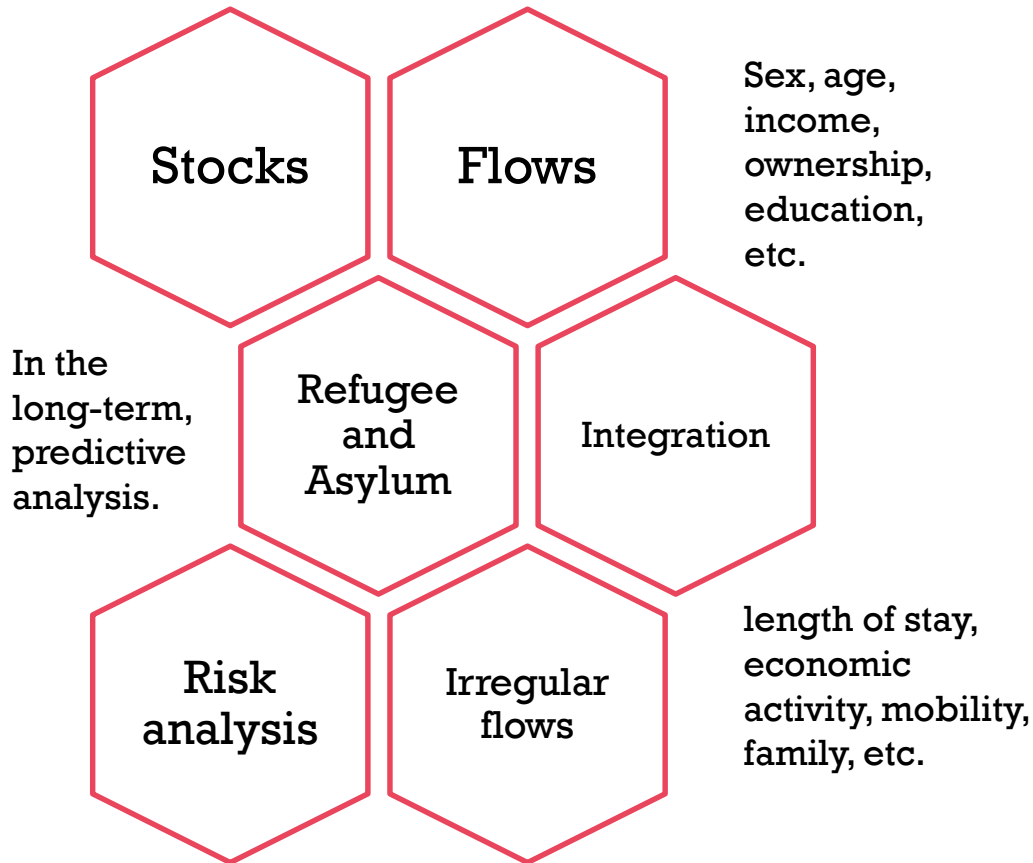 Stocks
Flows
Sex, age,
income,
ownership,
education,
etc.
In the
long-term,
predictive
analysis.
Refugee
and
Asylum
Integration
Risk
analysis
Irregular
flows
length of stay,
economic
activity, mobility,
family, etc.